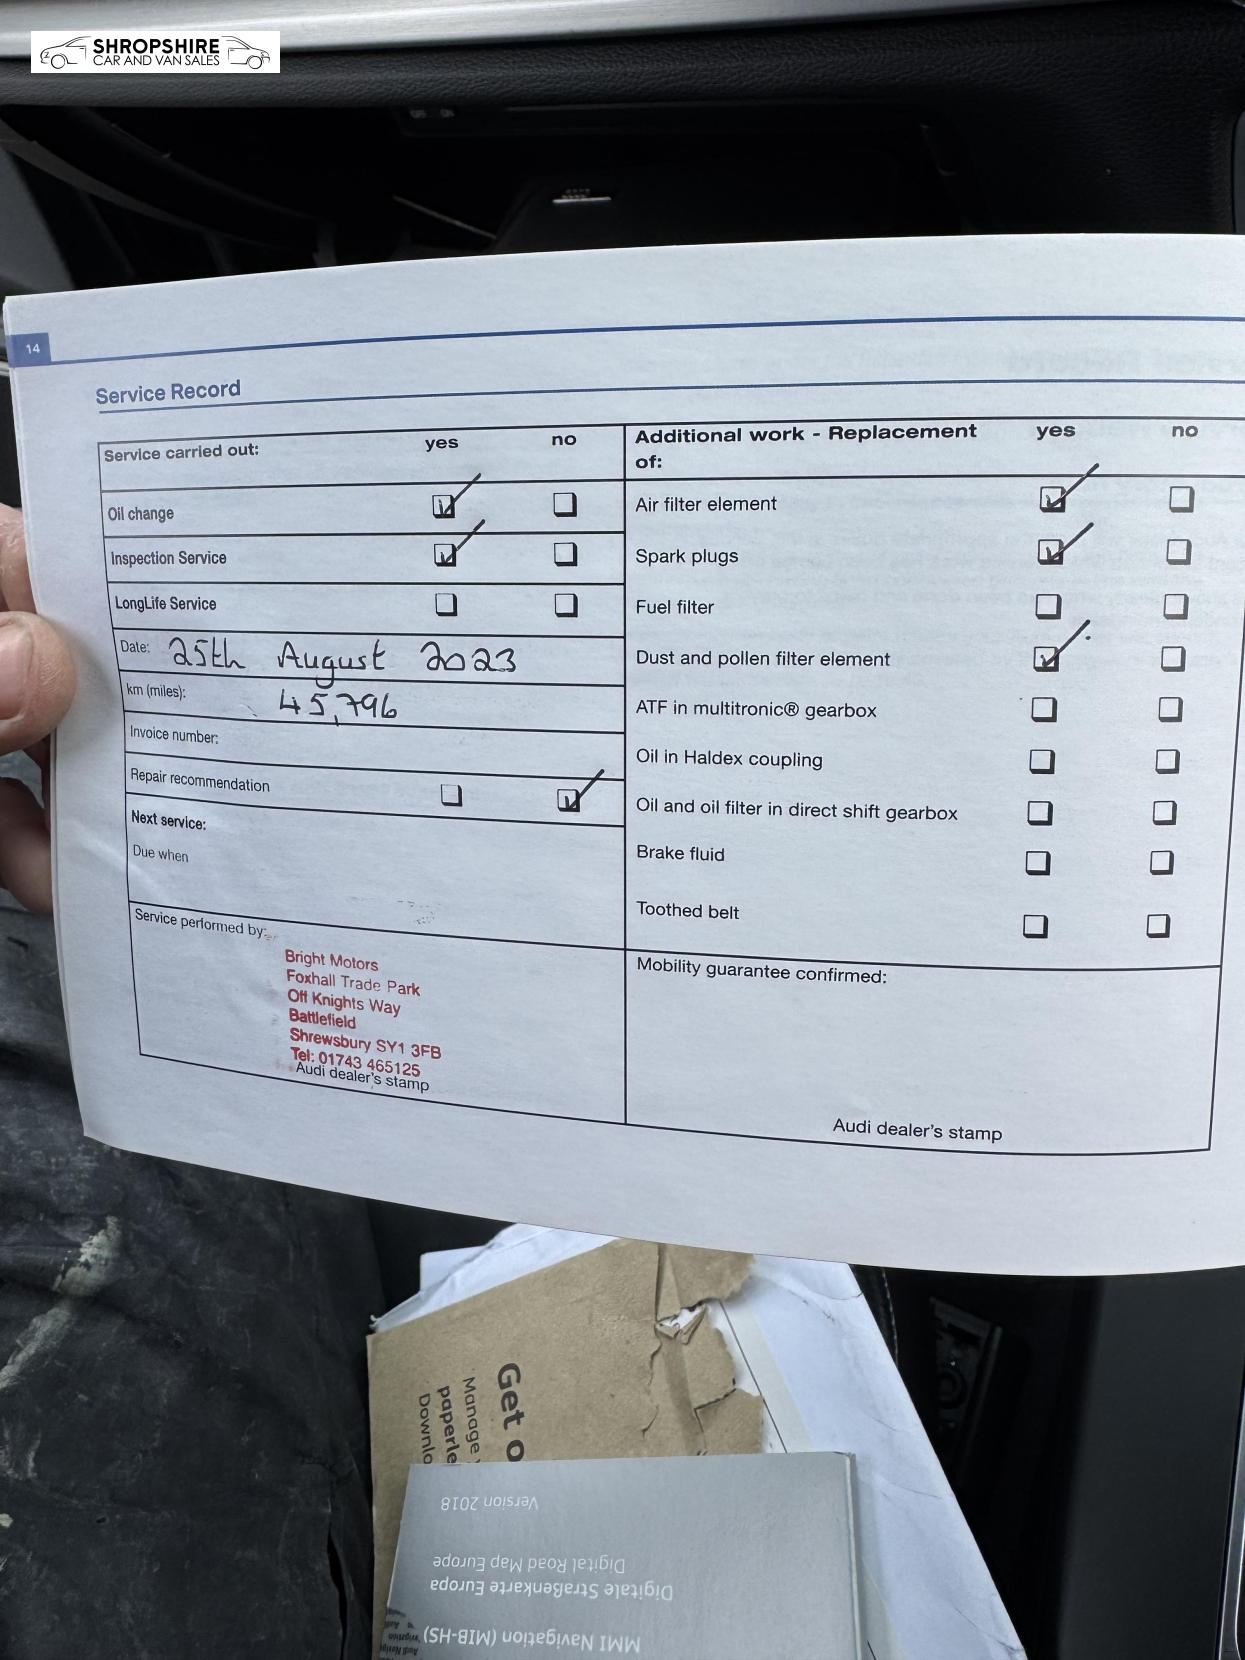 SHROPSHIRE
CAR AND VAN SALES
14
Service Record
Service carried out: yes no
Oil change
Inspection Service
LongLife Service
Date: 25th August 2023
km (miles): 45,796
Invoice number:
Repair recommendation
Next service:
Due when
Service performed by:
Bright Motors
Foxhall Trade Park
Off Knights Way
Battlefield
Shrewsbury SY1 3FB
Tel: 01743 465125
Audi dealer's stamp
Additional work - Replacement yes no
of:
Air filter element
Spark plugs
Fuel filter
Dust and pollen filter element
ATF in multitronic® gearbox
Oil in Haldex coupling
Oil and oil filter in direct shift gearbox
Brake fluid
Toothed belt
Mobility guarantee confirmed:
Audi dealer's stamp
Get o
Manage
paperle
Downlo
MMI Navigation (MIB-HS)
Digitale Straßenkarte Europa
Digital Road Map Europe
Version 2018